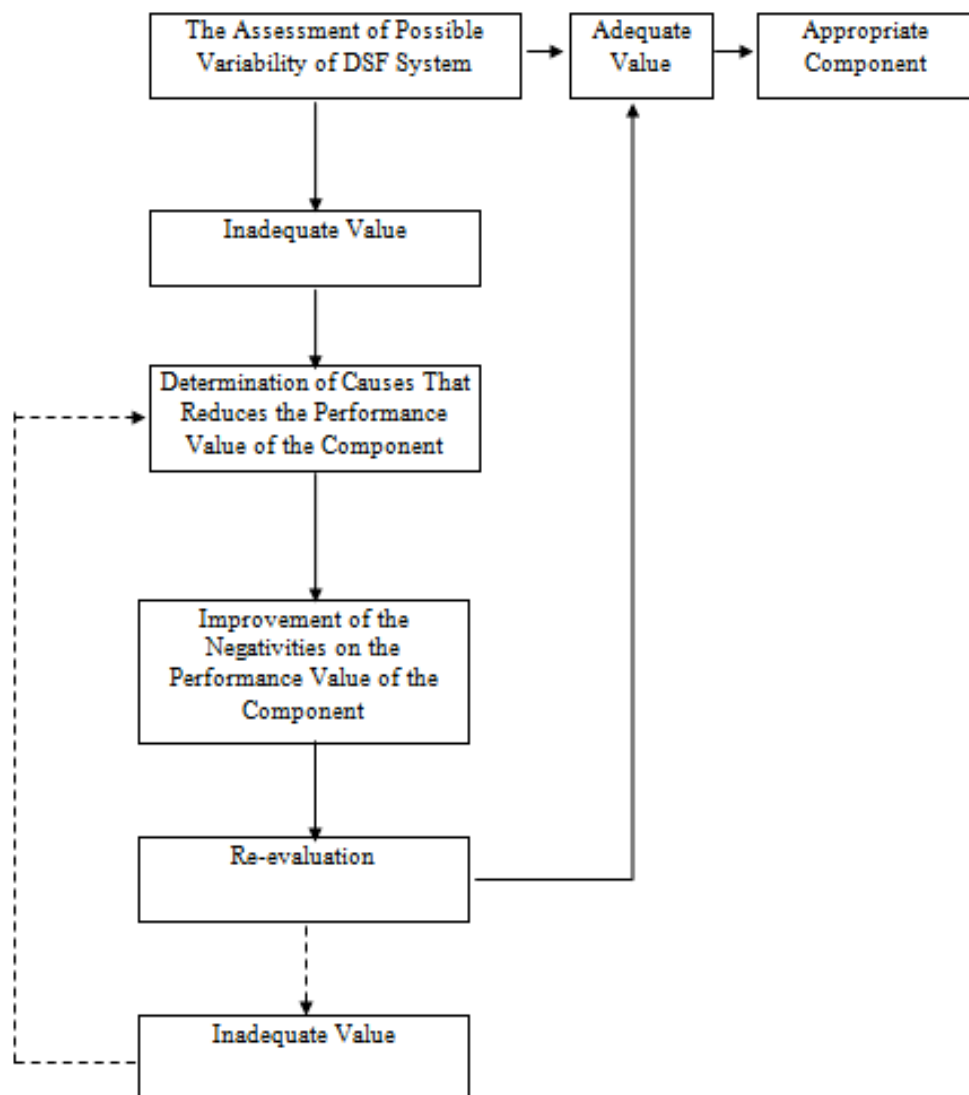 The Assessment of Possible
Variability of DSF System
Adequate
Value
Appropriate
Component
Inadequate Value
Determination of Causes That
Reduces the Performance
Value of the Component
Improvement of the
Negativities on the
Performance Value of the
Component
Re-evaluation
Inadequate Value